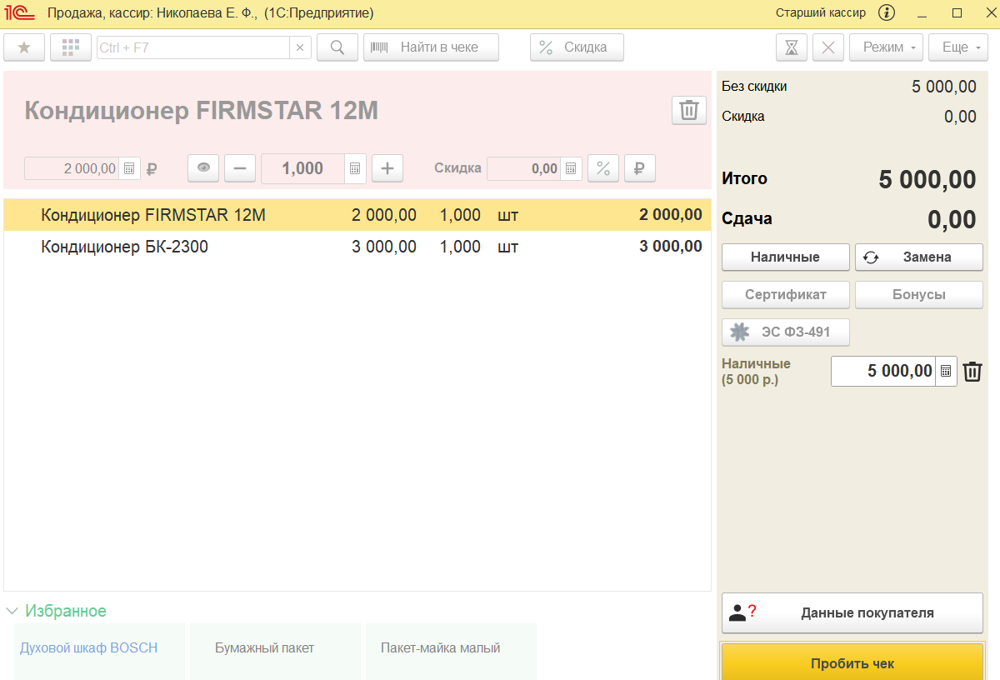 1С Продажа, кассир: Николаева Е. Ф., (1С:Предприятие) Старший кассир
Ctrl + F7 Найти в чеке % Скидка Режим Еще
Кондиционер FIRMSTAR 12М
2 000,00 ₽ 1,000 Скидка 0,00 % ₽
Кондиционер FIRMSTAR 12М 2 000,00 1,000 шт 2 000,00
Кондиционер БК-2300 3 000,00 1,000 шт 3 000,00
Избранное
Духовой шкаф BOSCH Бумажный пакет Пакет-майка малый
Без скидки 5 000,00
Скидка 0,00
Итого 5 000,00
Сдача 0,00
Наличные Замена
Сертификат Бонусы
ЭС ФЗ-491
Наличные 5 000,00
(5 000 р.)
? Данные покупателя
Пробить чек